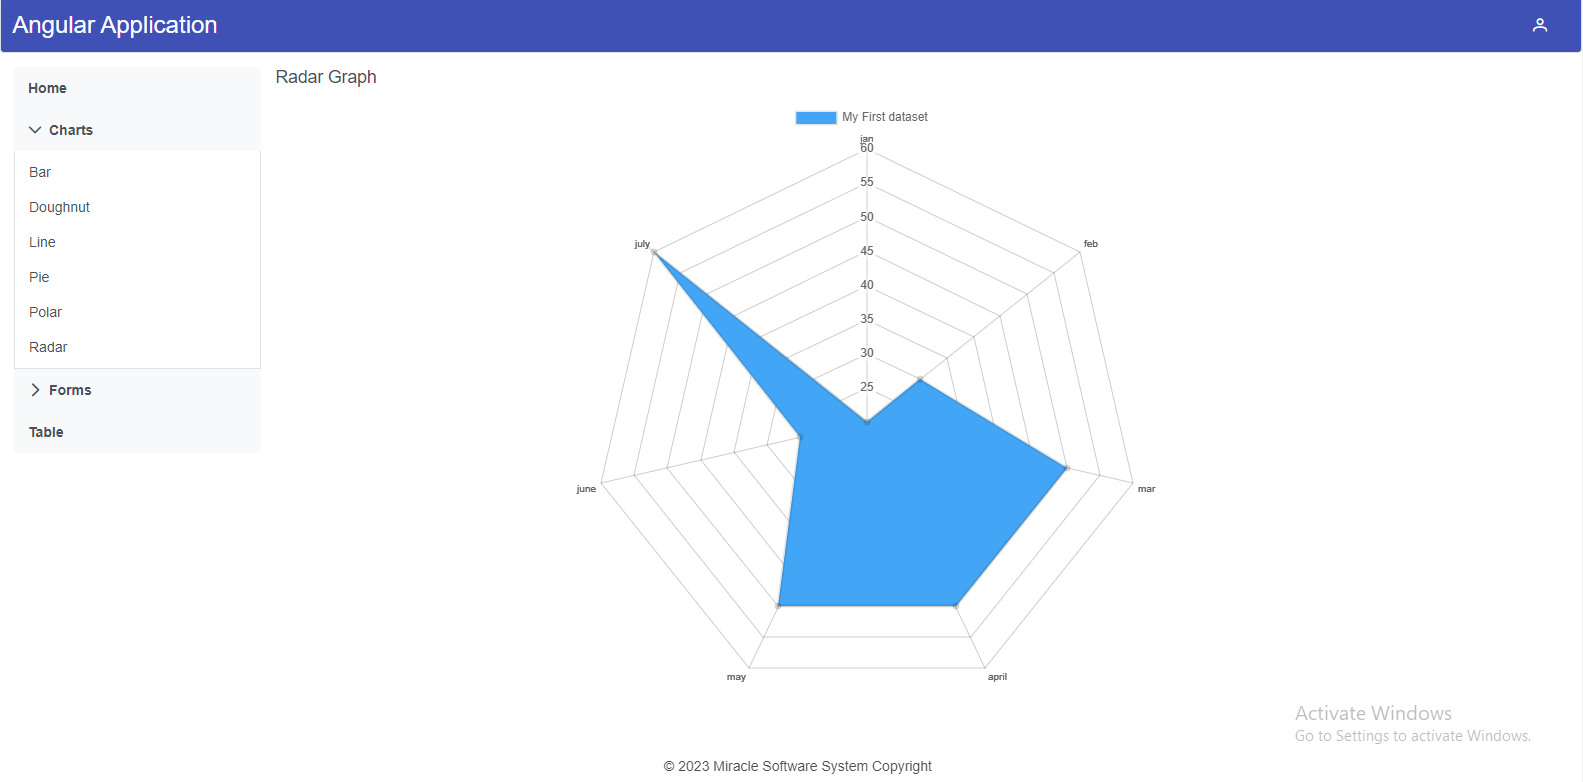 Angular Application
Home
Charts
Bar
Doughnut
Line
Pie
Polar
Radar
Forms
Table
Radar Graph
My First dataset
jan
60
55
50
45
40
35
30
25
july
feb
june
mar
may
april
Activate Windows
Go to Settings to activate Windows.
© 2023 Miracle Software System Copyright